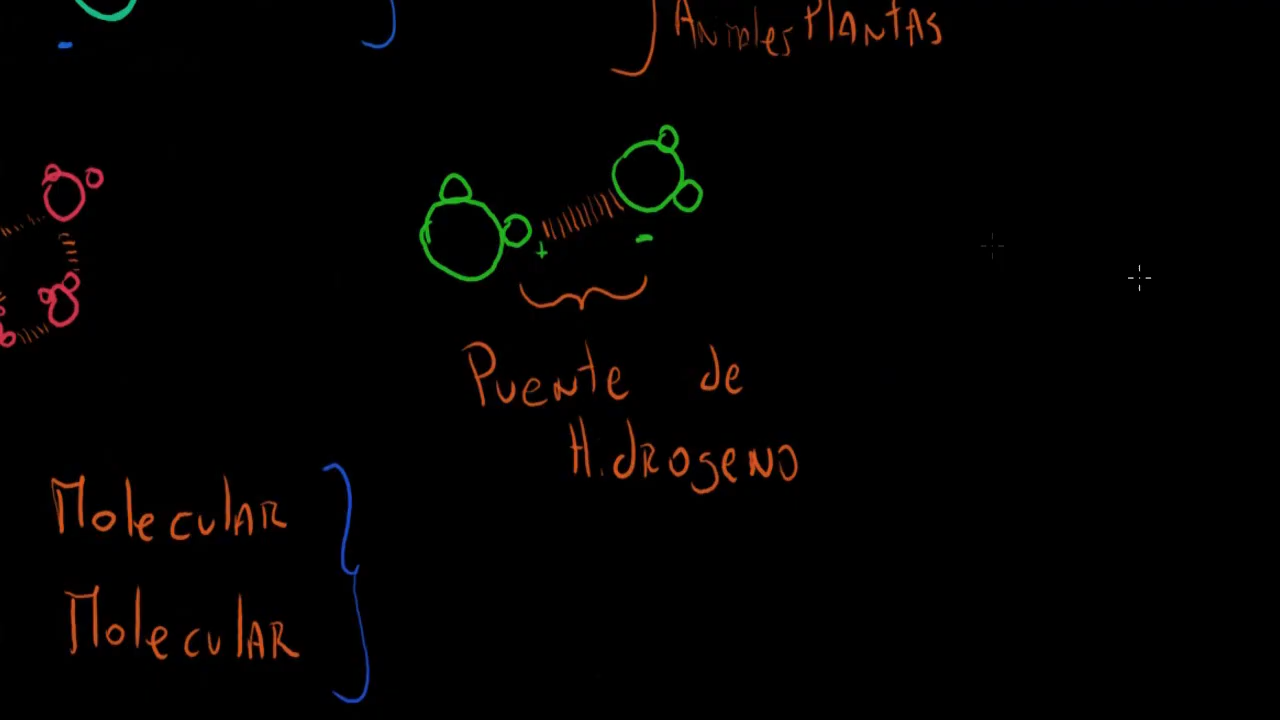 Animales Plantas
-
+ -
Puente de
Hidrogeno
Molecular
Molecular